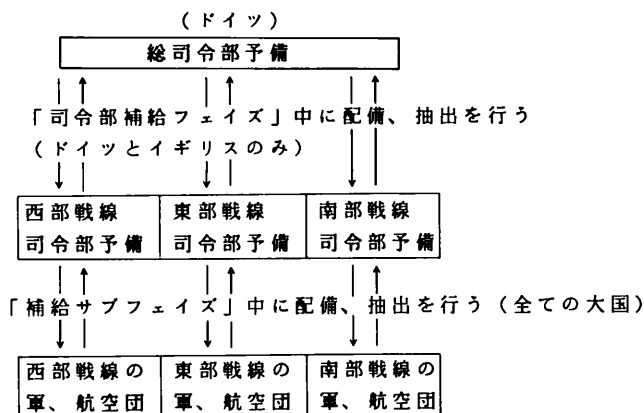 （ドイツ）
総司令部予備
「司令部補給フェイズ」中に配備、抽出を行う
（ドイツとイギリスのみ）
西部戦線 東部戦線 南部戦線
司令部予備 司令部予備 司令部予備
「補給サブフェイズ」中に配備、抽出を行う（全ての大国）
西部戦線の 東部戦線の 南部戦線の
軍、航空団 軍、航空団 軍、航空団